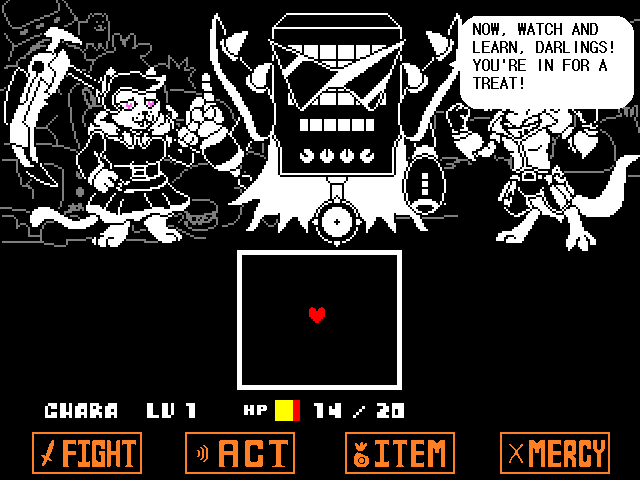 NOW, WATCH AND
LEARN, DARLINGS!
YOU'RE IN FOR A
TREAT!
CHARA LV 1 HP 14 / 20
FIGHT ACT ITEM MERCY